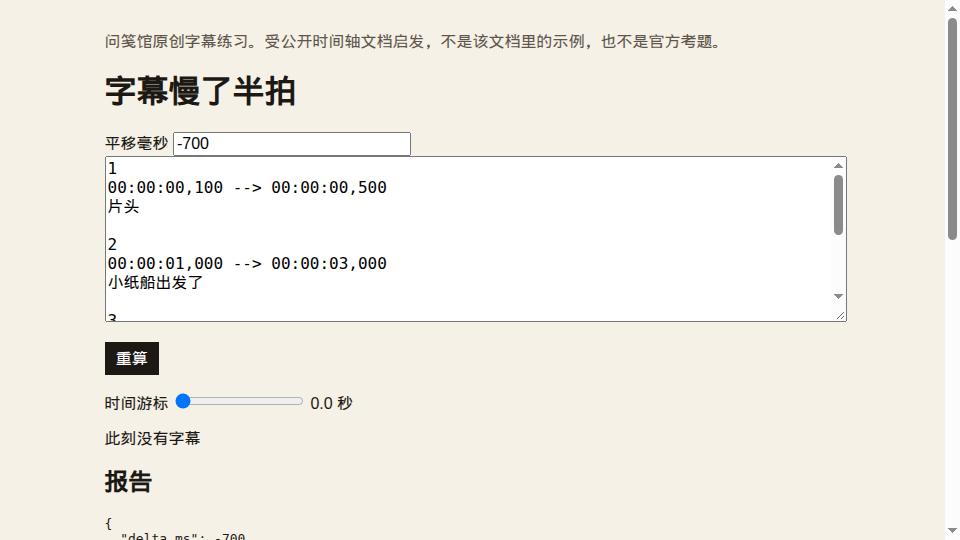 问笺馆原创字幕练习。受公开时间轴文档启发，不是该文档里的示例，也不是官方考题。
字幕慢了半拍
平移毫秒 -700
1
00:00:00,100 --> 00:00:00,500
片头
2
00:00:01,000 --> 00:00:03,000
小纸船出发了
3
重算
时间游标 0.0 秒
此刻没有字幕
报告
{
"delta_ms": -700